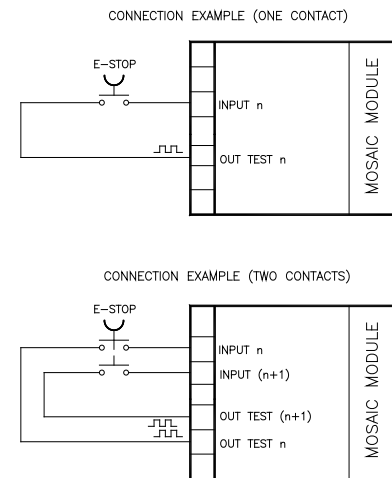 CONNECTION EXAMPLE (ONE CONTACT)
E-STOP
INPUT n
OUT TEST n
MOSAIC MODULE
CONNECTION EXAMPLE (TWO CONTACTS)
E-STOP
INPUT n
INPUT (n+1)
OUT TEST (n+1)
OUT TEST n
MOSAIC MODULE